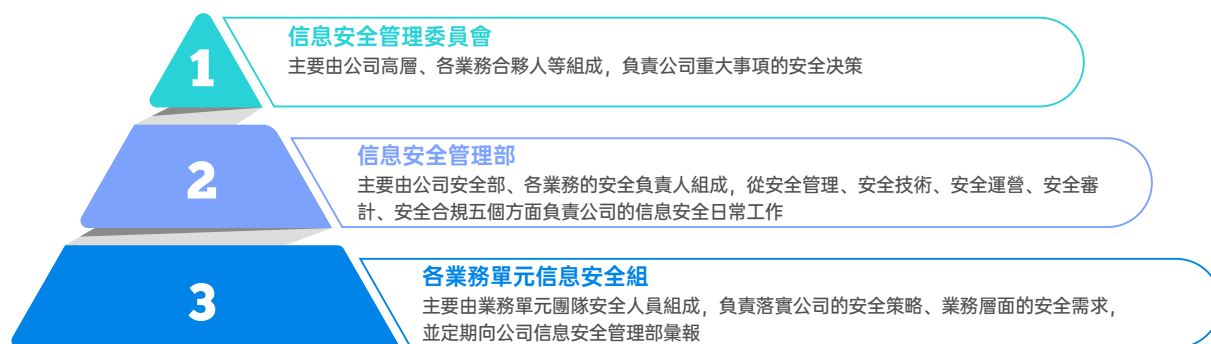 1
信息安全管理委員會
主要由公司高層、各業務合夥人等組成，負責公司重大事項的安全決策
2
信息安全管理部
主要由公司安全部、各業務的安全負責人組成，從安全管理、安全技術、安全運營、安全審
計、安全合規五個方面負責公司的信息安全日常工作
3
各業務單元信息安全組
主要由業務單元團隊安全人員組成，負責落實公司的安全策略、業務層面的安全需求，
並定期向公司信息安全管理部彙報